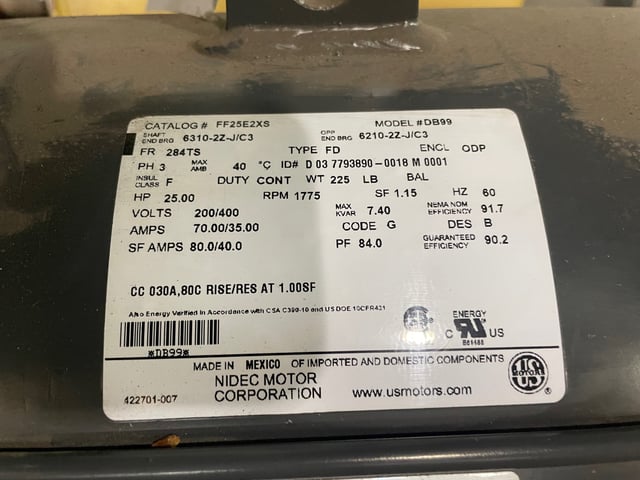 CATALOG # FF25E2XS MODEL# DB99
SHAFT END BRG 6310-2Z-J/C3 OPP END BRG 6210-2Z-J/C3
FR 284TS TYPE FD ENCL ODP
PH 3 MAX AMB 40 °C ID# D 03 7793890-0018 M 0001
INSUL CLASS F DUTY CONT WT 225 LB BAL
HP 25.00 RPM 1775 SF 1.15 HZ 60
VOLTS 200/400 MAX KVAR 7.40 NEMA NOM EFFICIENCY 91.7
AMPS 70.00/35.00 CODE G DES B
SF AMPS 80.0/40.0 PF 84.0 GUARANTEED EFFICIENCY 90.2
CC 030A,80C RISE/RES AT 1.00SF
Also Energy Verified In Accordance with CSA C390-10 and US DOE 10CFR431
ENERGY
C UL US
*DB99*
MADE IN MEXICO OF IMPORTED AND DOMESTIC COMPONENTS
NIDEC MOTOR
CORPORATION
422701-007 www.usmotors.com
US MOTORS ®